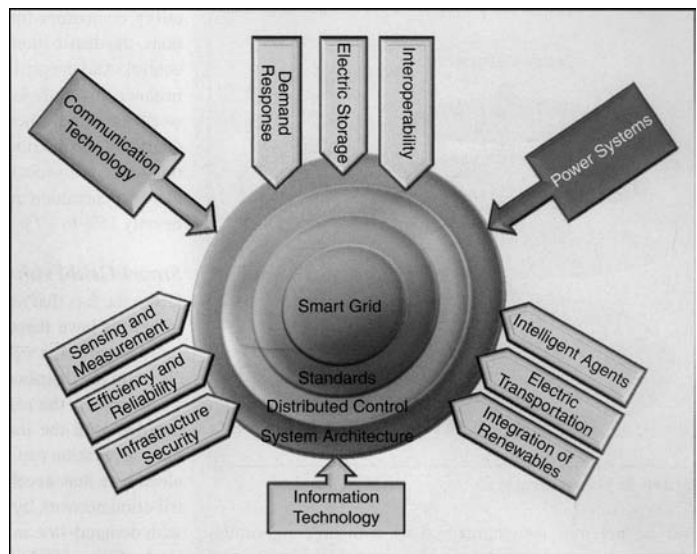 Communication
Technology
Demand
Response
Electric Storage
Interoperability
Power Systems
Smart Grid
Standards
Distributed Control
System Architecture
Sensing and
Measurement
Efficiency and
Reliability
Infrastructure
Security
Intelligent Agents
Electric
Transportation
Integration of
Renewables
Information
Technology